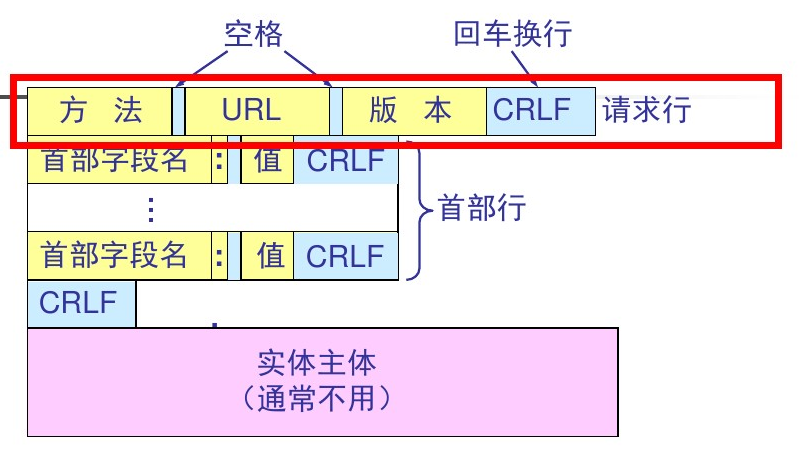 空格 回车换行
方 法 URL 版 本 CRLF 请求行
首部字段名 : 值 CRLF
首部行
⋮
首部字段名 : 值 CRLF
CRLF
实体主体
（通常不用）